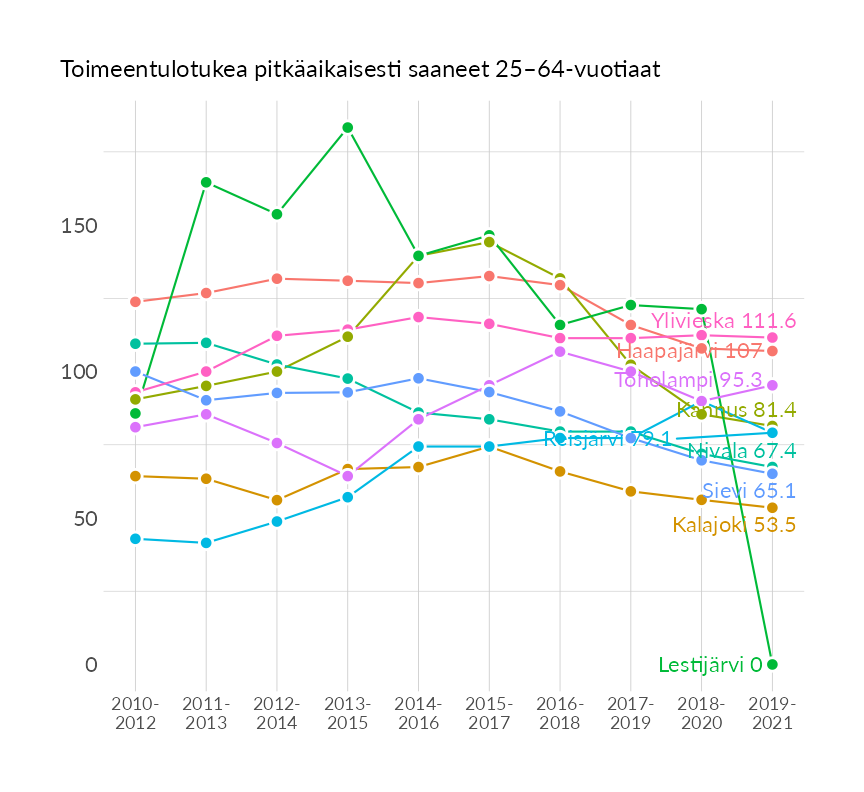 Toimeentulotukea pitkäaikaisesti saaneet 25–64-vuotiaat
150
100
50
0
Ylivieska 111.6
Haapajärvi 107
Toholampi 95.3
Kannus 81.4
Reisjärvi 79.1
Nivala 67.4
Sievi 65.1
Kalajoki 53.5
Lestijärvi 0
2010-
2012
2011-
2013
2012-
2014
2013-
2015
2014-
2016
2015-
2017
2016-
2018
2017-
2019
2018-
2020
2019-
2021